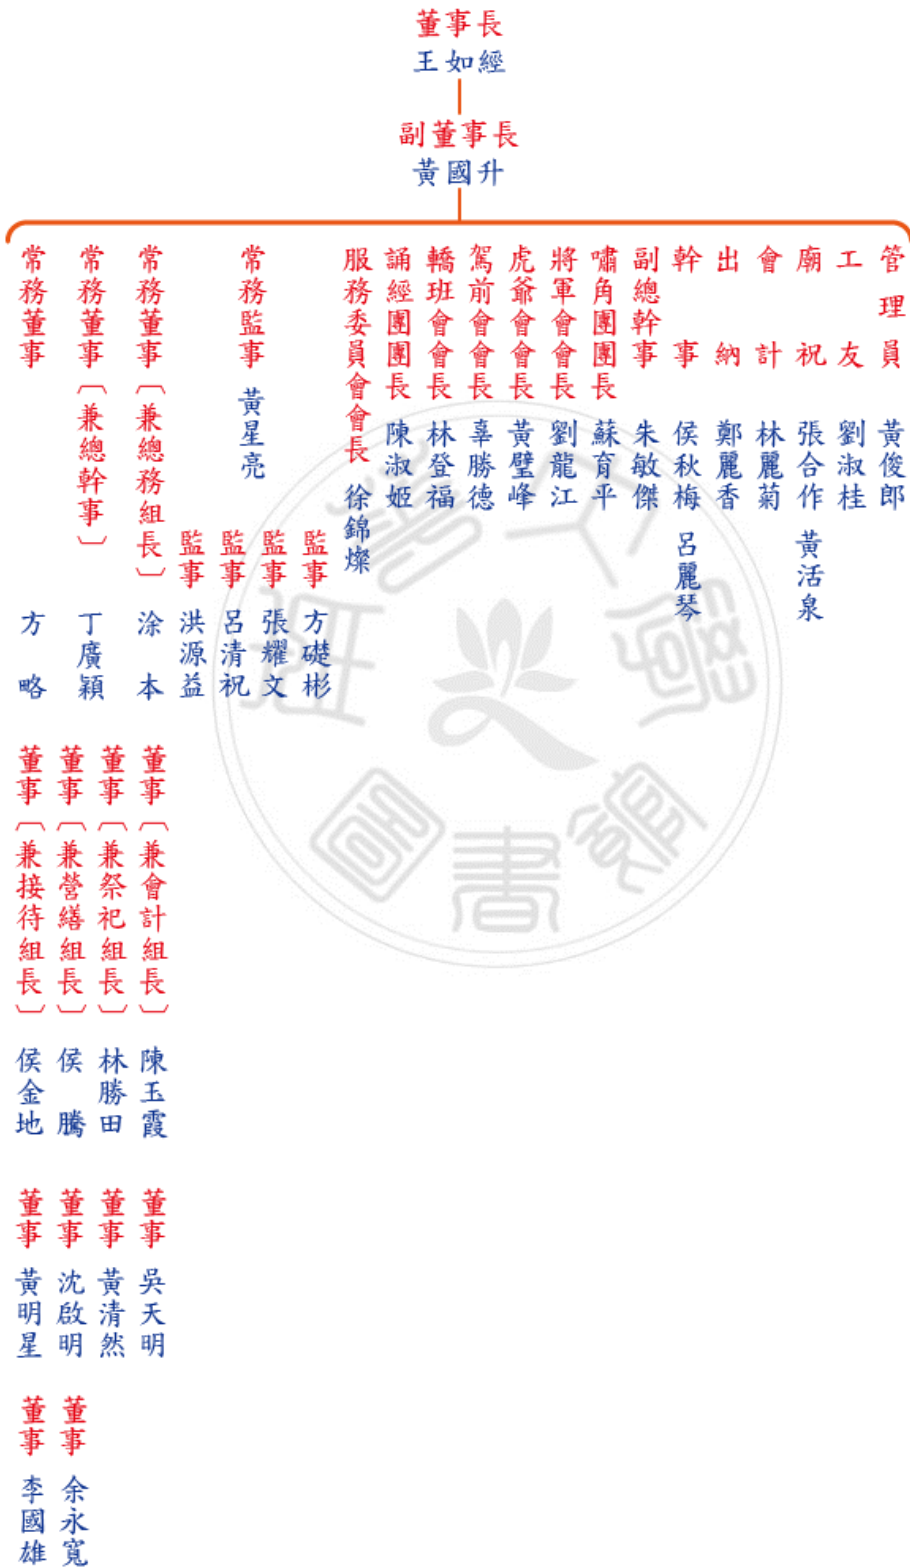 董事長
王如經
副董事長
黃國升
常務董事 方略
常務董事〔兼總幹事〕 丁廣穎
常務董事〔兼總務組長〕 涂本
常務監事 黃星亮
監事 洪源益
監事 呂清祝
監事 張耀文
監事 方礎彬
服務委員會會長 徐錦燦
誦經團團長 陳淑姬
轎班會會長 林登福
駕前會會長 辜勝德
虎爺會會長 黃璧峰
將軍會會長 劉龍江
嘯角團團長 蘇育平
副總幹事 朱敏傑
幹事 侯秋梅 呂麗琴
出納 鄭麗香
會計 林麗菊
廟祝 張合作 黃活泉
工友 劉淑桂
管理員 黃俊郎
董事〔兼接待組長〕 侯金地
董事〔兼營繕組長〕 侯騰
董事〔兼祭祀組長〕 林勝田
董事〔兼會計組長〕 陳玉霞
董事 黃明星
董事 沈啟明
董事 黃清然
董事 吳天明
董事 李國雄
董事 余永寬